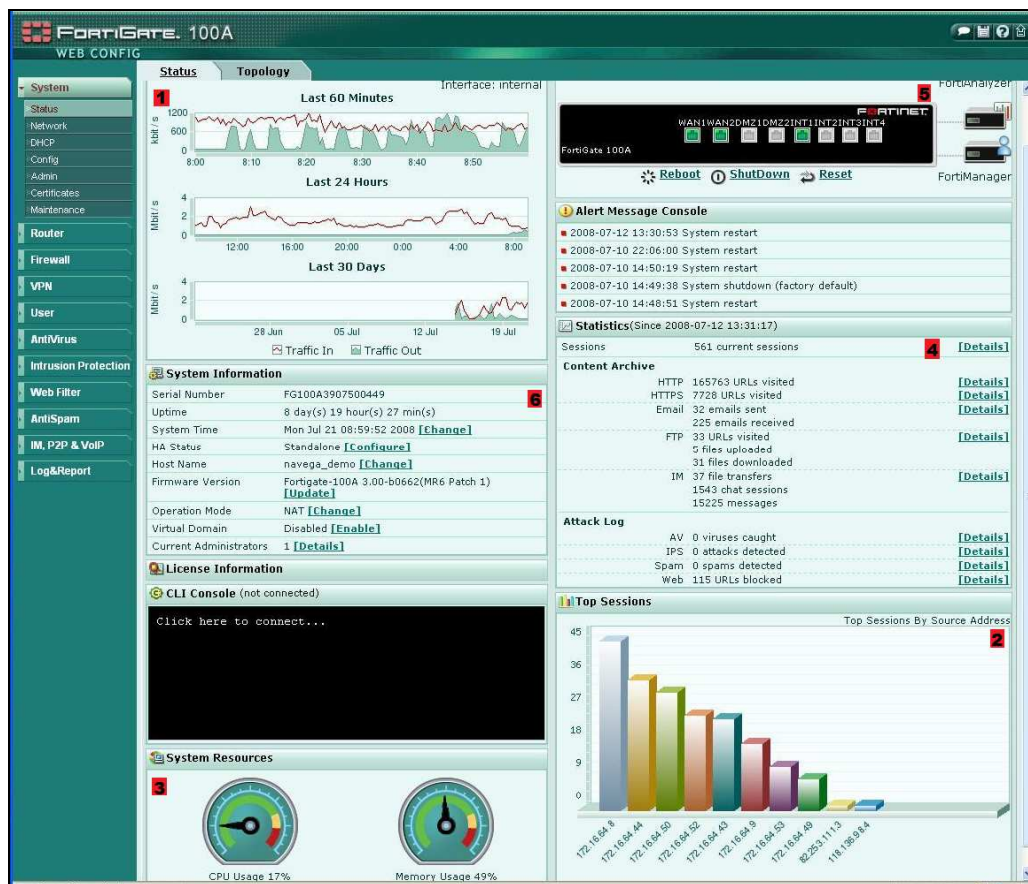 FORTIGATE. 100A
WEB CONFIG
Status
Topology
System
Status
Network
DHCP
Config
Admin
Certificates
Maintenance
Router
Firewall
VPN
User
AntiVirus
Intrusion Protection
Web Filter
AntiSpam
IM, P2P & VoIP
Log&Report
1
Interface: internal
Last 60 Minutes
kbit / s
1200
600
0
8:00 8:10 8:20 8:30 8:40 8:50
Last 24 Hours
Mbit / s
4
2
0
12:00 16:00 20:00 0:00 4:00 8:00
Last 30 Days
Mbit / s
4
2
0
28 Jun 05 Jul 12 Jul 19 Jul
Traffic In Traffic Out
System Information
6
Serial Number FG100A3907500449
Uptime 8 day(s) 19 hour(s) 27 min(s)
System Time Mon Jul 21 08:59:52 2008 [Change]
HA Status Standalone [Configure]
Host Name navega_demo [Change]
Firmware Version Fortigate-100A 3.00-b0662(MR6 Patch 1)
[Update]
Operation Mode NAT [Change]
Virtual Domain Disabled [Enable]
Current Administrators 1 [Details]
License Information
CLI Console (not connected)
Click here to connect...
System Resources
3
CPU Usage 17%
Memory Usage 49%
5
FortiAnalyzer
FORTINET
WAN1WAN2DMZ1DMZ2INT1INT2INT3INT4
FortiGate 100A
Reboot ShutDown Reset
FortiManager
Alert Message Console
2008-07-12 13:30:53 System restart
2008-07-10 22:06:00 System restart
2008-07-10 14:50:19 System restart
2008-07-10 14:49:38 System shutdown (factory default)
2008-07-10 14:48:51 System restart
Statistics(Since 2008-07-12 13:31:17)
Sessions 561 current sessions 4 [Details]
Content Archive
HTTP 165763 URLs visited [Details]
HTTPS 7728 URLs visited [Details]
Email 32 emails sent [Details]
225 emails received
FTP 33 URLs visited [Details]
5 files uploaded
31 files downloaded
IM 37 file transfers [Details]
1543 chat sessions
15225 messages
Attack Log
AV 0 viruses caught [Details]
IPS 0 attacks detected [Details]
Spam 0 spams detected [Details]
Web 115 URLs blocked [Details]
Top Sessions
Top Sessions By Source Address
2
45
36
27
18
9
0
172.16.64.8
172.16.64.44
172.16.64.50
172.16.64.52
172.16.64.43
172.16.64.9
172.16.64.53
172.16.64.49
82.253.111.3
118.136.98.4